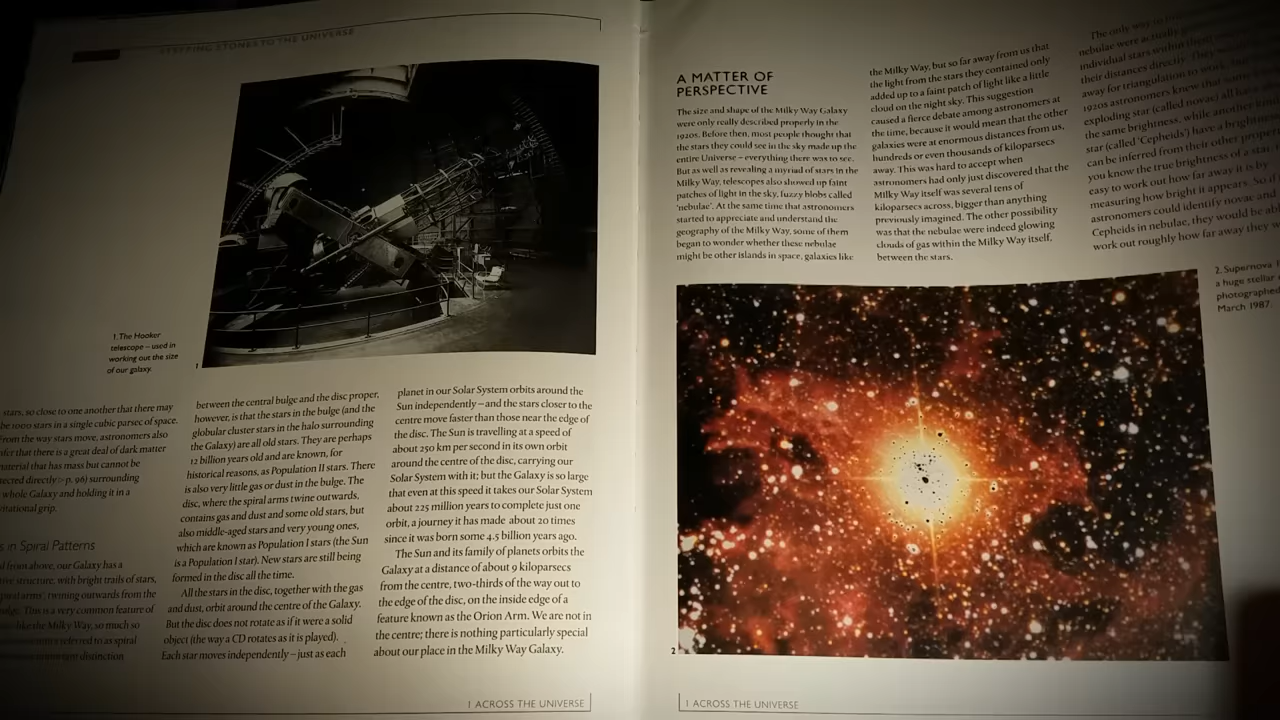 STEPPING STONES TO THE UNIVERSE
1. The Hooker
telescope – used in
working out the size
of our galaxy.
1
stars, so close to one another that there may
be 1000 stars in a single cubic parsec of space.
From the way stars move, astronomers also
that there is a great deal of dark matter
material that has mass but cannot be
directly p. 96) surrounding
whole Galaxy and holding it in a
grip.
in Spiral Patterns
from above, our Galaxy has a
structure, with bright trails of stars,
arms', twining outwards from the
This is a very common feature of
like the Milky Way, so much so
referred to as spiral
distinction
between the central bulge and the disc proper,
however, is that the stars in the bulge (and the
globular cluster stars in the halo surrounding
the Galaxy) are all old stars. They are perhaps
12 billion years old and are known, for
historical reasons, as Population II stars. There
is also very little gas or dust in the bulge. The
disc, where the spiral arms twine outwards,
contains gas and dust and some old stars, but
also middle-aged stars and very young ones,
which are known as Population I stars (the Sun
is a Population I star). New stars are still being
formed in the disc all the time.
All the stars in the disc, together with the gas
and dust, orbit around the centre of the Galaxy.
But the disc does not rotate as if it were a solid
object (the way a CD rotates as it is played).
Each star moves independently – just as each
planet in our Solar System orbits around the
Sun independently – and the stars closer to the
centre move faster than those near the edge of
the disc. The Sun is travelling at a speed of
about 250 km per second in its own orbit
around the centre of the disc, carrying our
Solar System with it; but the Galaxy is so large
that even at this speed it takes our Solar System
about 225 million years to complete just one
orbit, a journey it has made about 20 times
since it was born some 4.5 billion years ago.
The Sun and its family of planets orbits the
Galaxy at a distance of about 9 kiloparsecs
from the centre, two-thirds of the way out to
the edge of the disc, on the inside edge of a
feature known as the Orion Arm. We are not in
the centre; there is nothing particularly special
about our place in the Milky Way Galaxy.
1 ACROSS THE UNIVERSE
A MATTER OF
PERSPECTIVE
The size and shape of the Milky Way Galaxy
were only really described properly in the
1920s. Before then, most people thought that
the stars they could see in the sky made up the
entire Universe – everything there was to see.
But as well as revealing a myriad of stars in the
Milky Way, telescopes also showed up faint
patches of light in the sky, fuzzy blobs called
'nebulae'. At the same time that astronomers
started to appreciate and understand the
geography of the Milky Way, some of them
began to wonder whether these nebulae
might be other islands in space, galaxies like
the Milky Way, but so far away from us that
the light from the stars they contained only
added up to a faint patch of light like a little
cloud on the night sky. This suggestion
caused a fierce debate among astronomers at
the time, because it would mean that the other
galaxies were at enormous distances from us,
hundreds or even thousands of kiloparsecs
away. This was hard to accept when
astronomers had only just discovered that the
Milky Way itself was several tens of
kiloparsecs across, bigger than anything
previously imagined. The other possibility
was that the nebulae were indeed glowing
clouds of gas within the Milky Way itself,
between the stars.
The only way to
nebulae were actually
individual stars within them
their distances directly. They
away for triangulation to work, but
1920s astronomers knew that some
exploding star (called novae) all have
the same brightness, while another kind
star (called 'Cepheids') have a brightness
can be inferred from their other
you know the true brightness of a star,
easy to work out how far away it is by
measuring how bright it appears. So if
astronomers could identify novae and
Cepheids in nebulae, they would be
work out roughly how far away they
2. Supernova
a huge stellar
photographed
March 1987.
2
1 ACROSS THE UNIVERSE